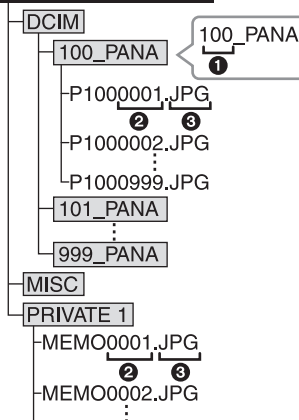 DCIM
100_PANA
100_PANA
❶
P1000001.JPG
❷ ❸
P1000002.JPG
P1000999.JPG
101_PANA
999_PANA
MISC
PRIVATE 1
MEMO0001.JPG
❷ ❸
MEMO0002.JPG